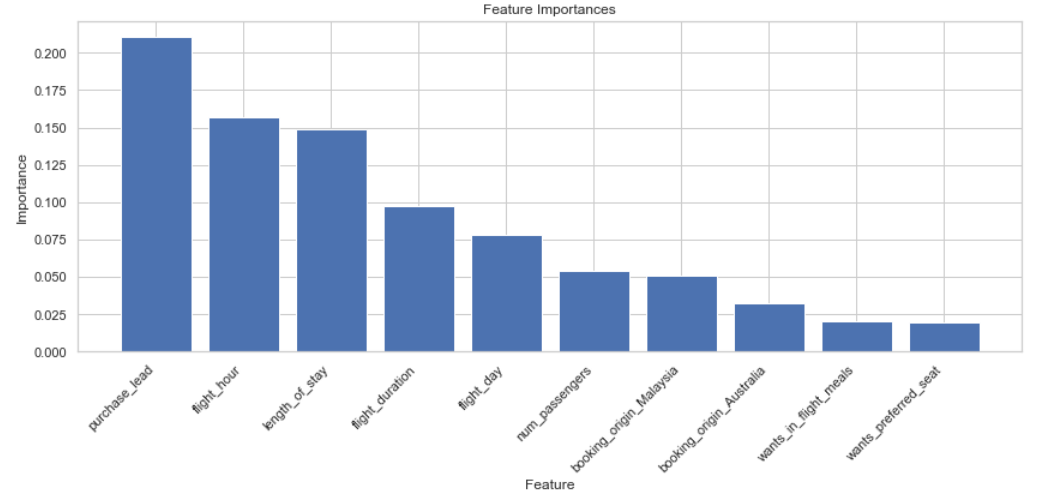 Feature Importances
Importance
0.200
0.175
0.150
0.125
0.100
0.075
0.050
0.025
0.000
purchase_lead
flight_hour
length_of_stay
flight_duration
flight_day
num_passengers
booking_origin_Malaysia
booking_origin_Australia
wants_in_flight_meals
wants_preferred_seat
Feature